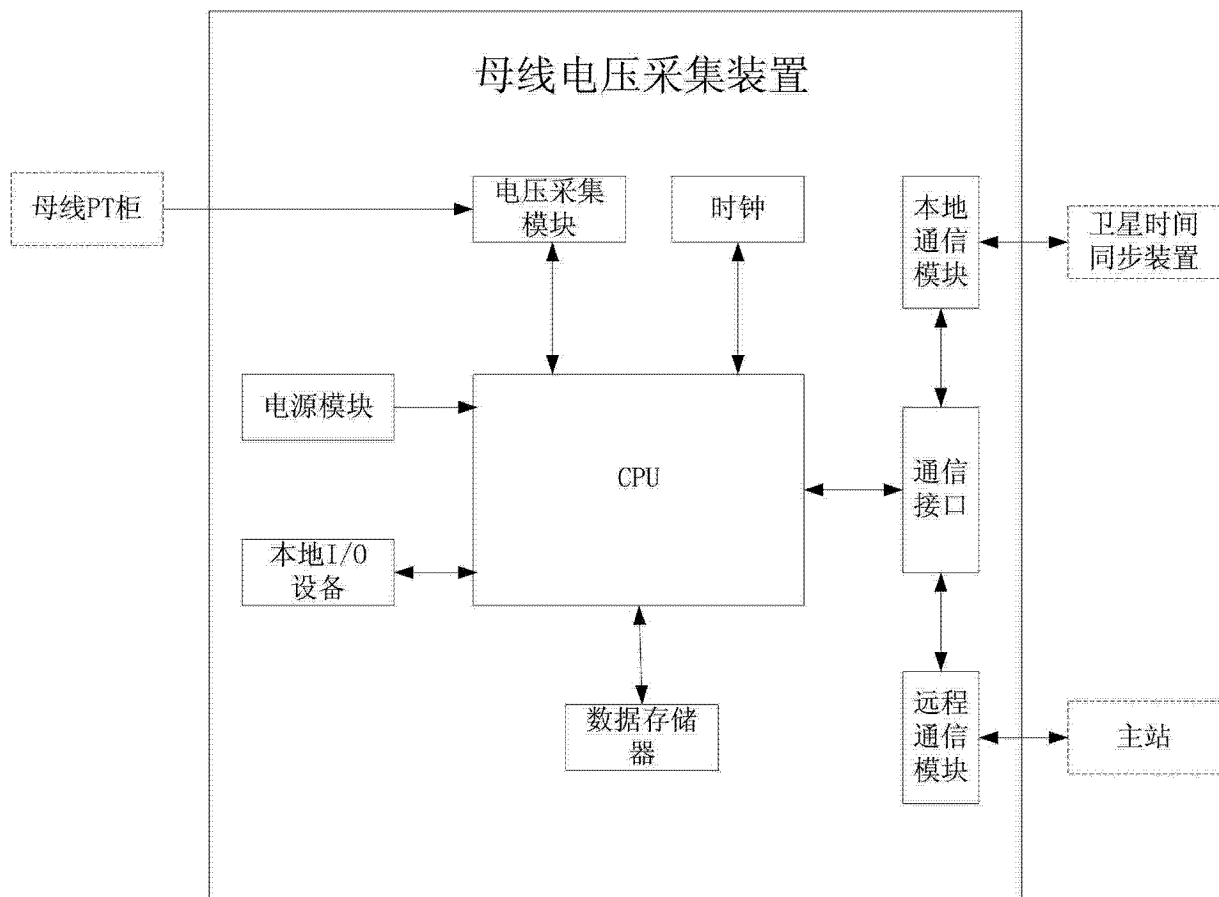 母线电压采集装置
母线PT柜
电压采集
模块
时钟
本地
通信
模块
卫星时间
同步装置
电源模块
CPU
通信
接口
本地I/O
设备
数据存储
器
远程
通信
模块
主站